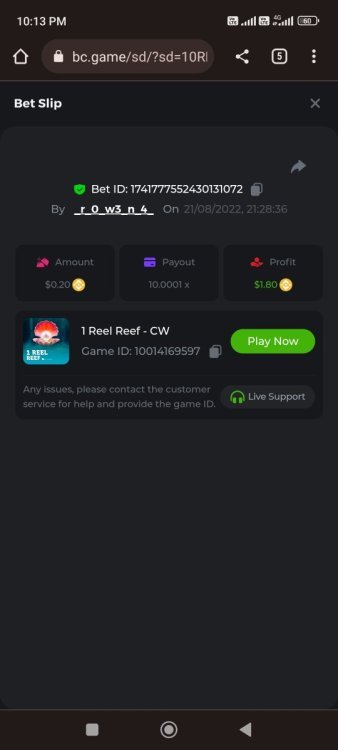 10:13 PM
4G
60
bc.game/sd/?sd=10R
5
Bet Slip
Bet ID: 1741777552430131072
By _r_0_w3_n_4_ On 21/08/2022, 21:28:36
Amount
Payout
Profit
$0.20
10.0001 x
$1.80
1 Reel Reef - CW
Game ID: 10014169597
Play Now
1 REEL
REEF
Any issues, please contact the customer
service for help and provide the game ID.
Live Support